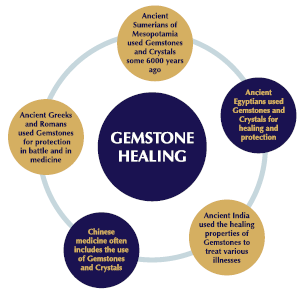 Ancient
Sumerians of
Mesopotamia
used Gemstones
and Crystals
some 6000 years
ago
Ancient
Egyptians used
Gemstones and
Crystals for
healing and
protection
Ancient India
used the healing
properties of
Gemstones to
treat various
illnesses
Chinese
medicine often
includes the use
of Gemstones
and Crystals
Ancient Greeks
and Romans
used Gemstones
for protection
in battle and in
medicine
GEMSTONE
HEALING